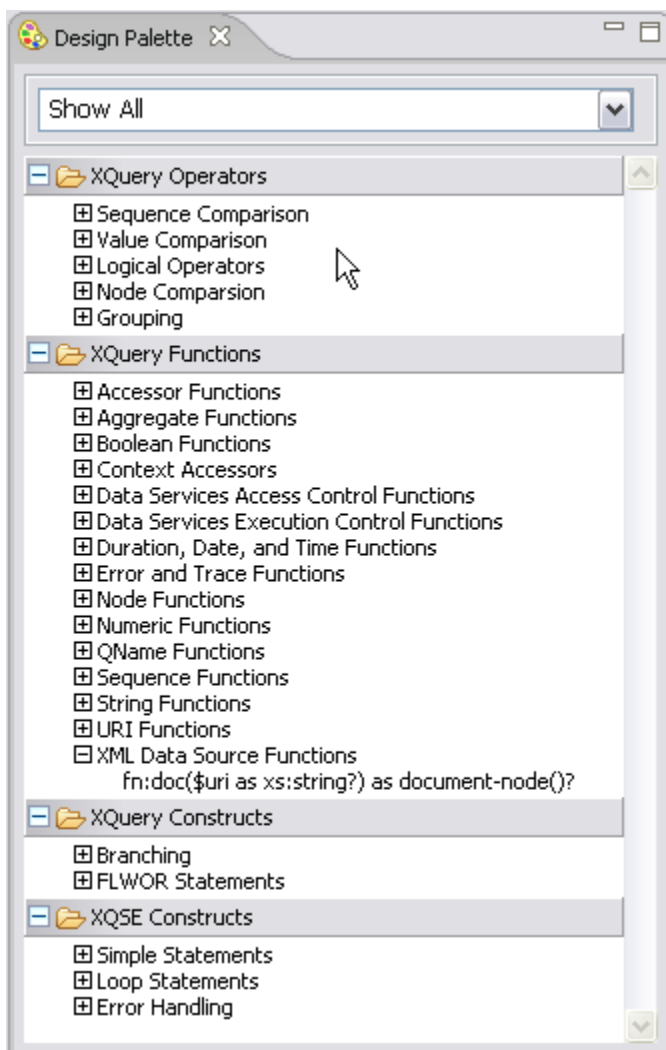 Design Palette
Show All
XQuery Operators
Sequence Comparison
Value Comparison
Logical Operators
Node Comparsion
Grouping
XQuery Functions
Accessor Functions
Aggregate Functions
Boolean Functions
Context Accessors
Data Services Access Control Functions
Data Services Execution Control Functions
Duration, Date, and Time Functions
Error and Trace Functions
Node Functions
Numeric Functions
QName Functions
Sequence Functions
String Functions
URI Functions
XML Data Source Functions
fn:doc($uri as xs:string?) as document-node()?
XQuery Constructs
Branching
FLWOR Statements
XQSE Constructs
Simple Statements
Loop Statements
Error Handling